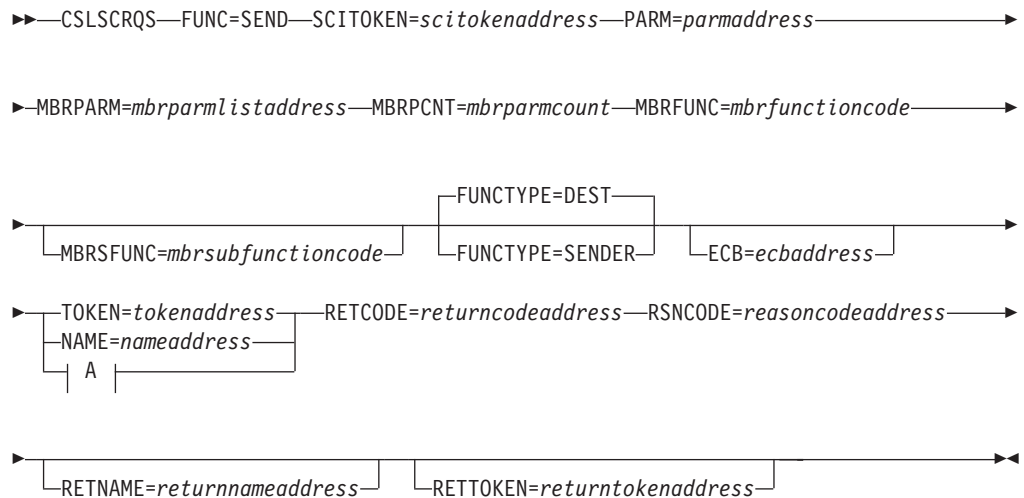 CSLSCRQS FUNC=SEND SCITOKEN=scitokenaddress PARM=parmaddress
MBRPARM=mbrparmlistaddress MBRPCNT=mbrparmcount MBRFUNC=mbrfunctioncode
FUNCTYPE=DEST
MBRSFUNC=mbrsubfunctioncode FUNCTYPE=SENDER ECB=ecbaddress
TOKEN=tokenaddress RETCODE=returncodeaddress RSNCODE=reasoncodeaddress
NAME=nameaddress
A
RETNAME=returnnameaddress RETTOKEN=returntokenaddress